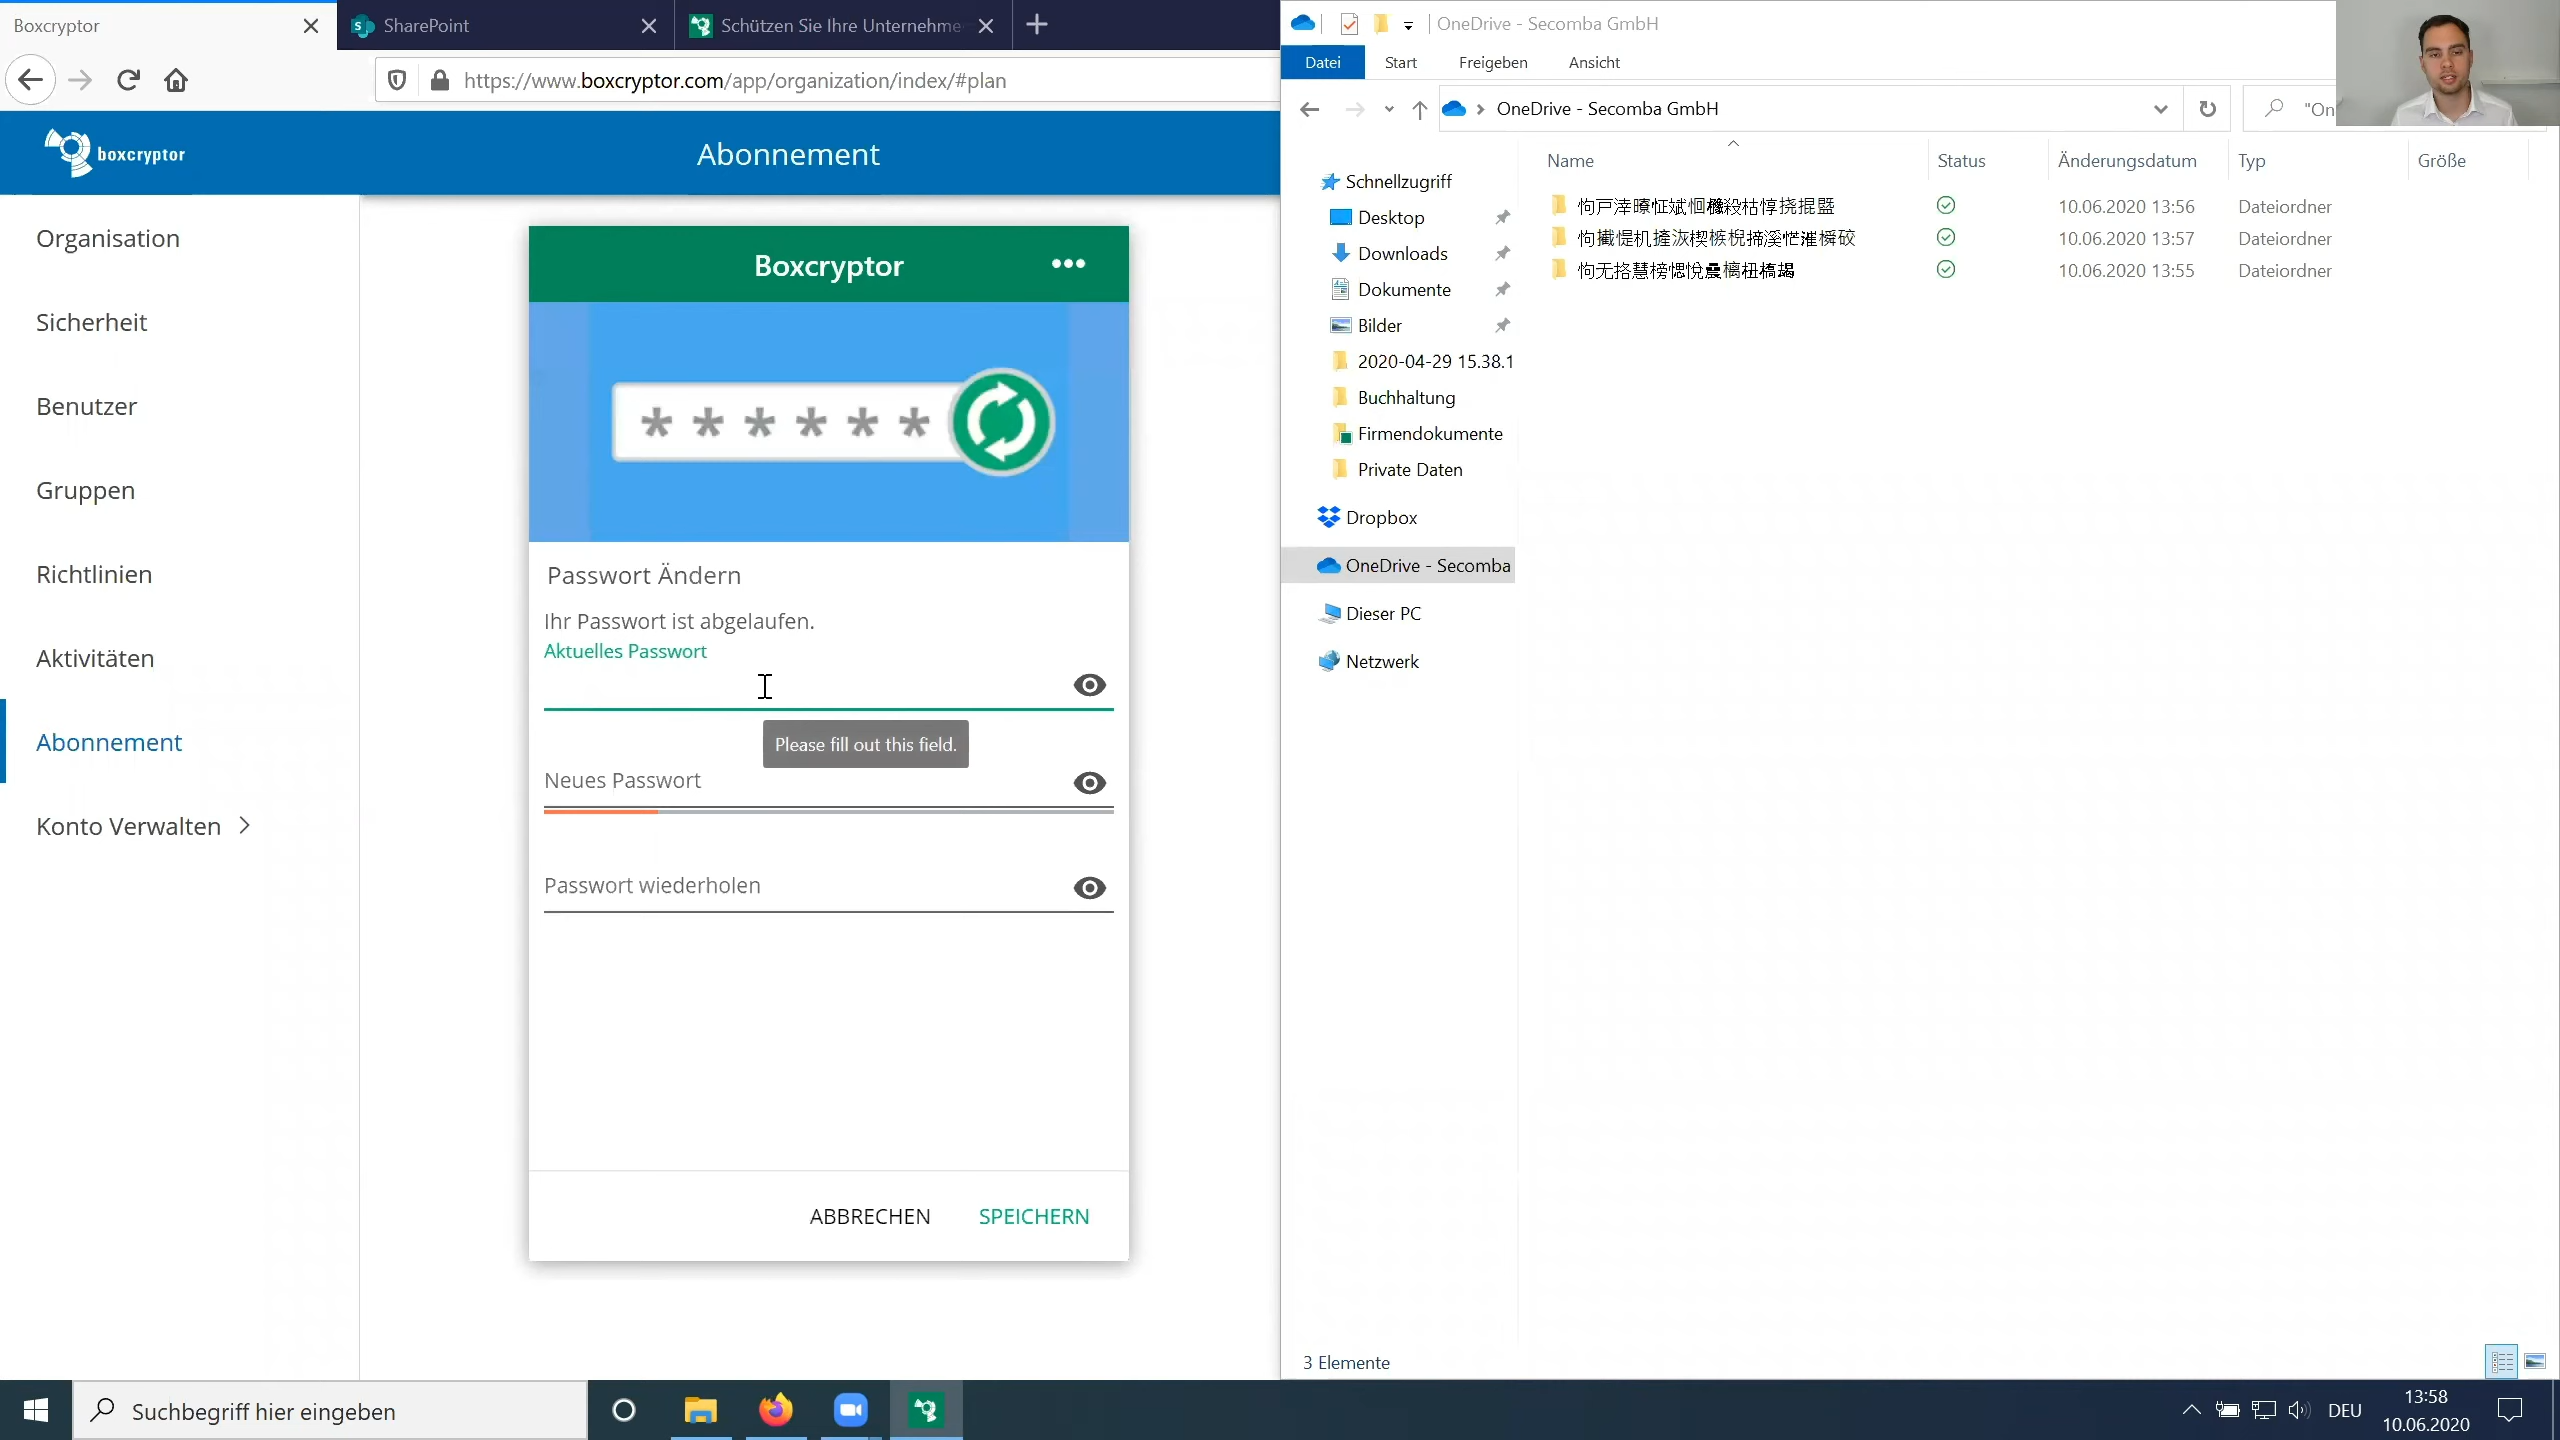 Boxcryptor
SharePoint
Schützen Sie Ihre Unternehme
https://www.boxcryptor.com/app/organization/index/#plan
boxcryptor
Abonnement
Organisation
Sicherheit
Benutzer
Gruppen
Richtlinien
Aktivitäten
Abonnement
Konto Verwalten
Boxcryptor
* * * * * *
Passwort Ändern
Ihr Passwort ist abgelaufen.
Aktuelles Passwort
Please fill out this field.
Neues Passwort
Passwort wiederholen
ABBRECHEN
SPEICHERN
OneDrive - Secomba GmbH
Datei
Start
Freigeben
Ansicht
OneDrive - Secomba GmbH
"On
Name
Status
Änderungsdatum
Typ
Größe
10.06.2020 13:56
Dateiordner
10.06.2020 13:57
Dateiordner
10.06.2020 13:55
Dateiordner
Schnellzugriff
Desktop
Downloads
Dokumente
Bilder
2020-04-29 15.38.1
Buchhaltung
Firmendokumente
Private Daten
Dropbox
OneDrive - Secomba
Dieser PC
Netzwerk
3 Elemente
Suchbegriff hier eingeben
DEU
13:58
10.06.2020